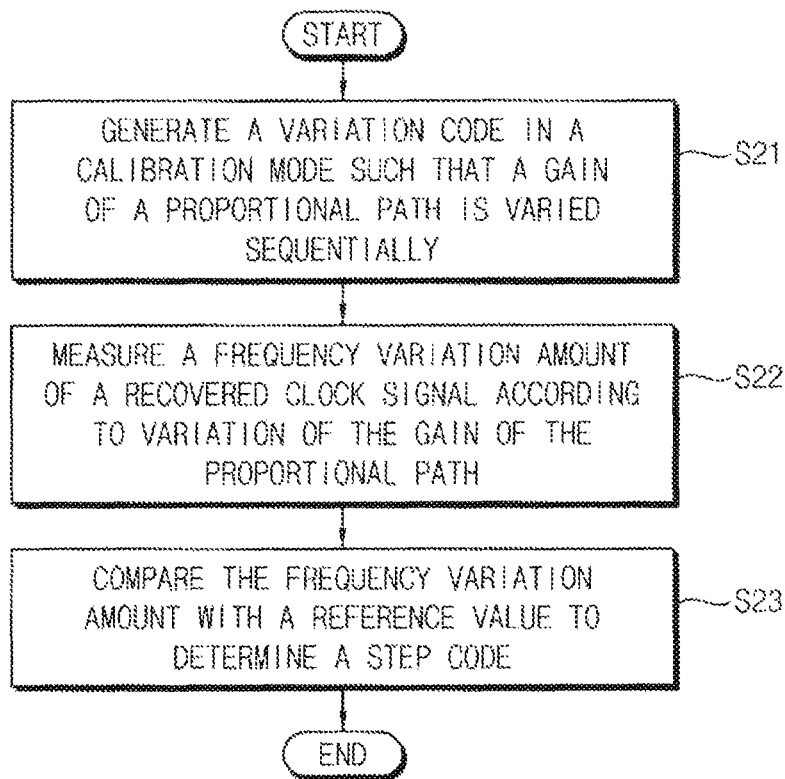 START
GENERATE A VARIATION CODE IN A
CALIBRATION MODE SUCH THAT A GAIN
OF A PROPORTIONAL PATH IS VARIED
SEQUENTIALLY
S21
MEASURE A FREQUENCY VARIATION AMOUNT
OF A RECOVERED CLOCK SIGNAL ACCORDING
TO VARIATION OF THE GAIN OF THE
PROPORTIONAL PATH
S22
COMPARE THE FREQUENCY VARIATION
AMOUNT WITH A REFERENCE VALUE TO
DETERMINE A STEP CODE
S23
END